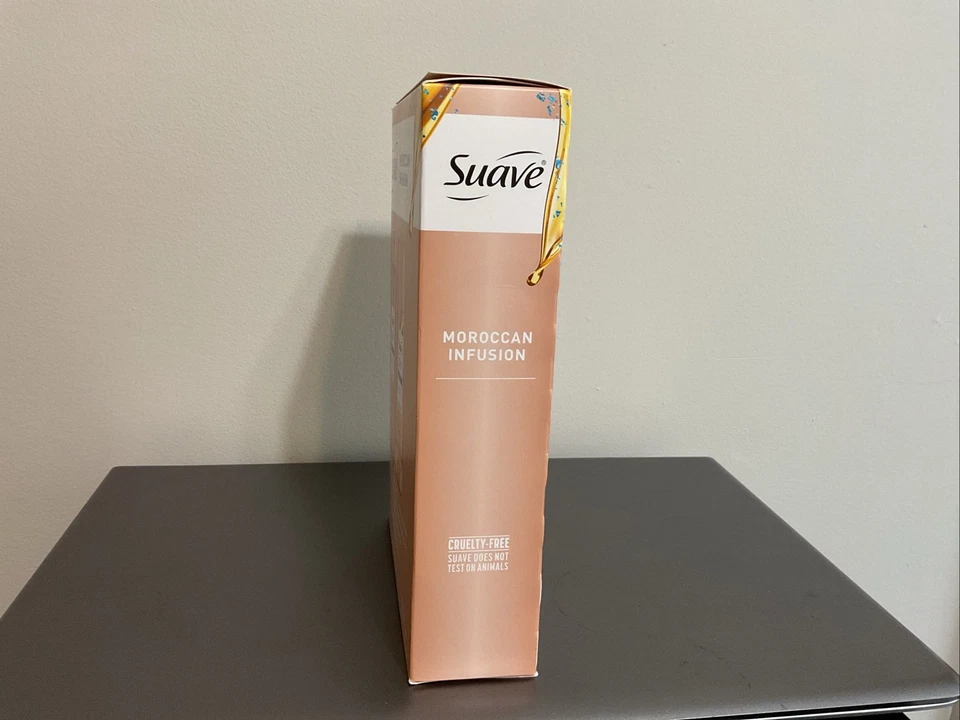 Suave®
MOROCCAN
INFUSION
CRUELTY-FREE
SUAVE DOES NOT
TEST ON ANIMALS